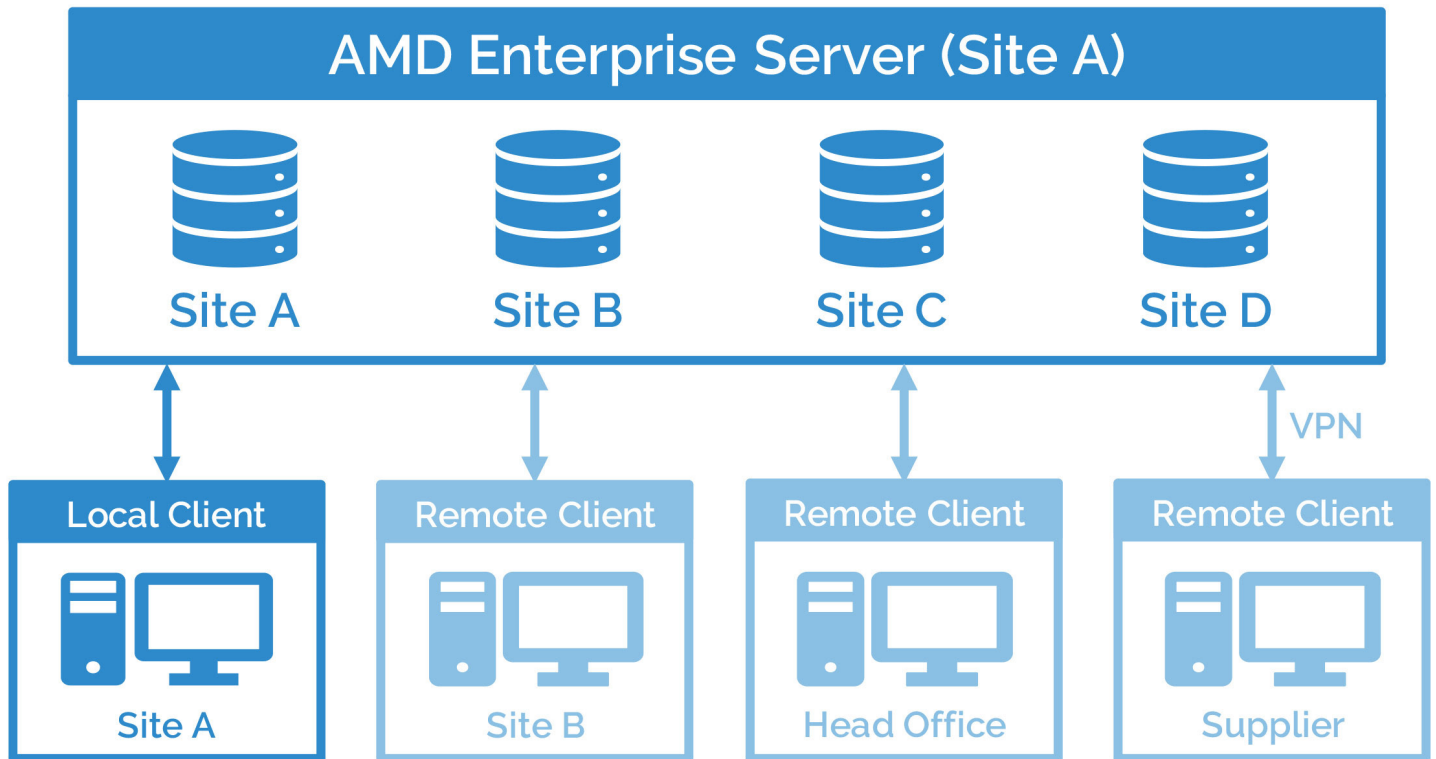 AMD Enterprise Server (Site A)
Site A
Site B
Site C
Site D
VPN
Local Client
Remote Client
Remote Client
Remote Client
Site A
Site B
Head Office
Supplier